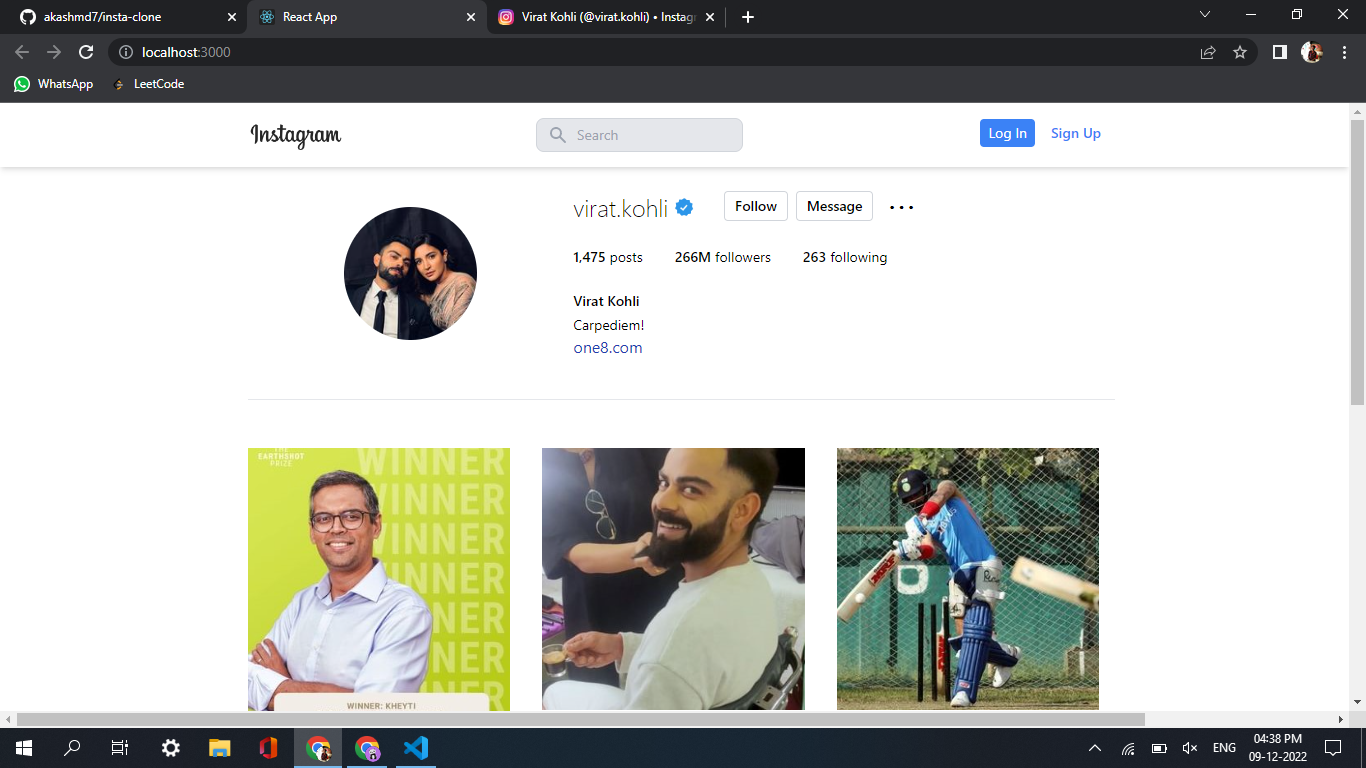 akashmd7/insta-clone
React App
Virat Kohli (@virat.kohli) • Instag
localhost:3000
WhatsApp
LeetCode
Instagram
Search
Log In
Sign Up
virat.kohli
Follow
Message
1,475 posts
266M followers
263 following
Virat Kohli
Carpediem!
one8.com
THE
EARTHSHOT
PRIZE
WINNER
WINNER
WINNER
WINNER
WINNER
WINNER
WINNER
WINNER: KHEYTI
ENG
04:38 PM
09-12-2022